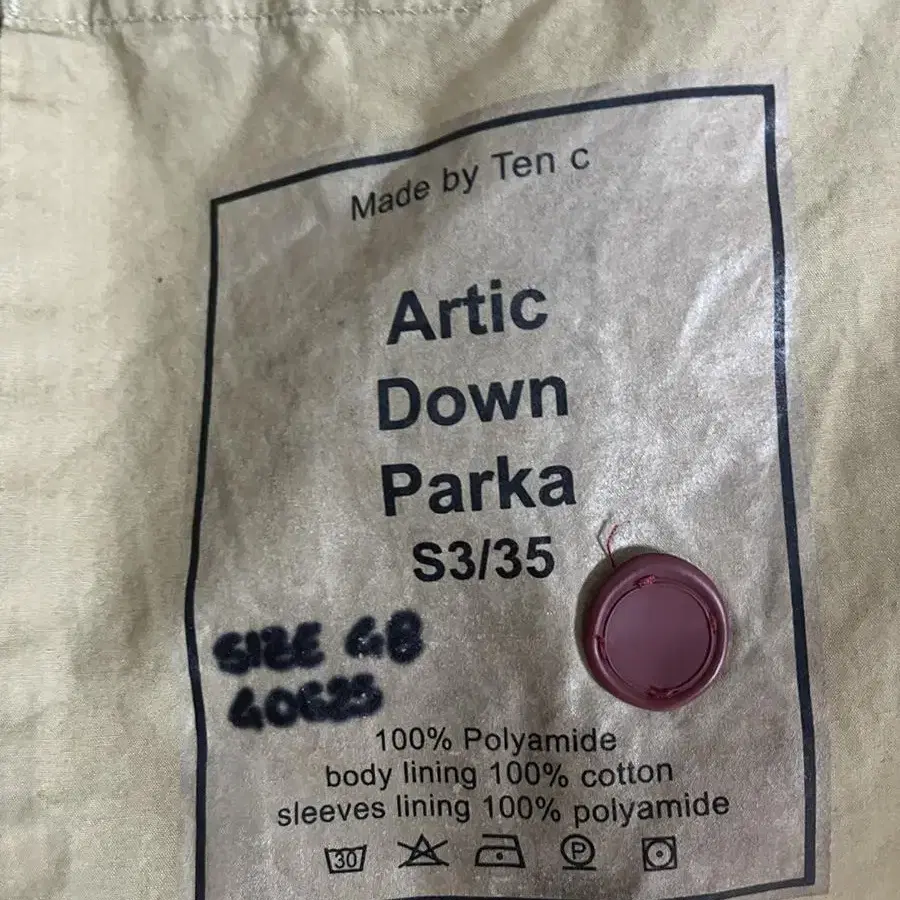 Made by Ten c
Artic
Down
Parka
S3/35
SIZE 48
40625
100% Polyamide
body lining 100% cotton
sleeves lining 100% polyamide
30
P